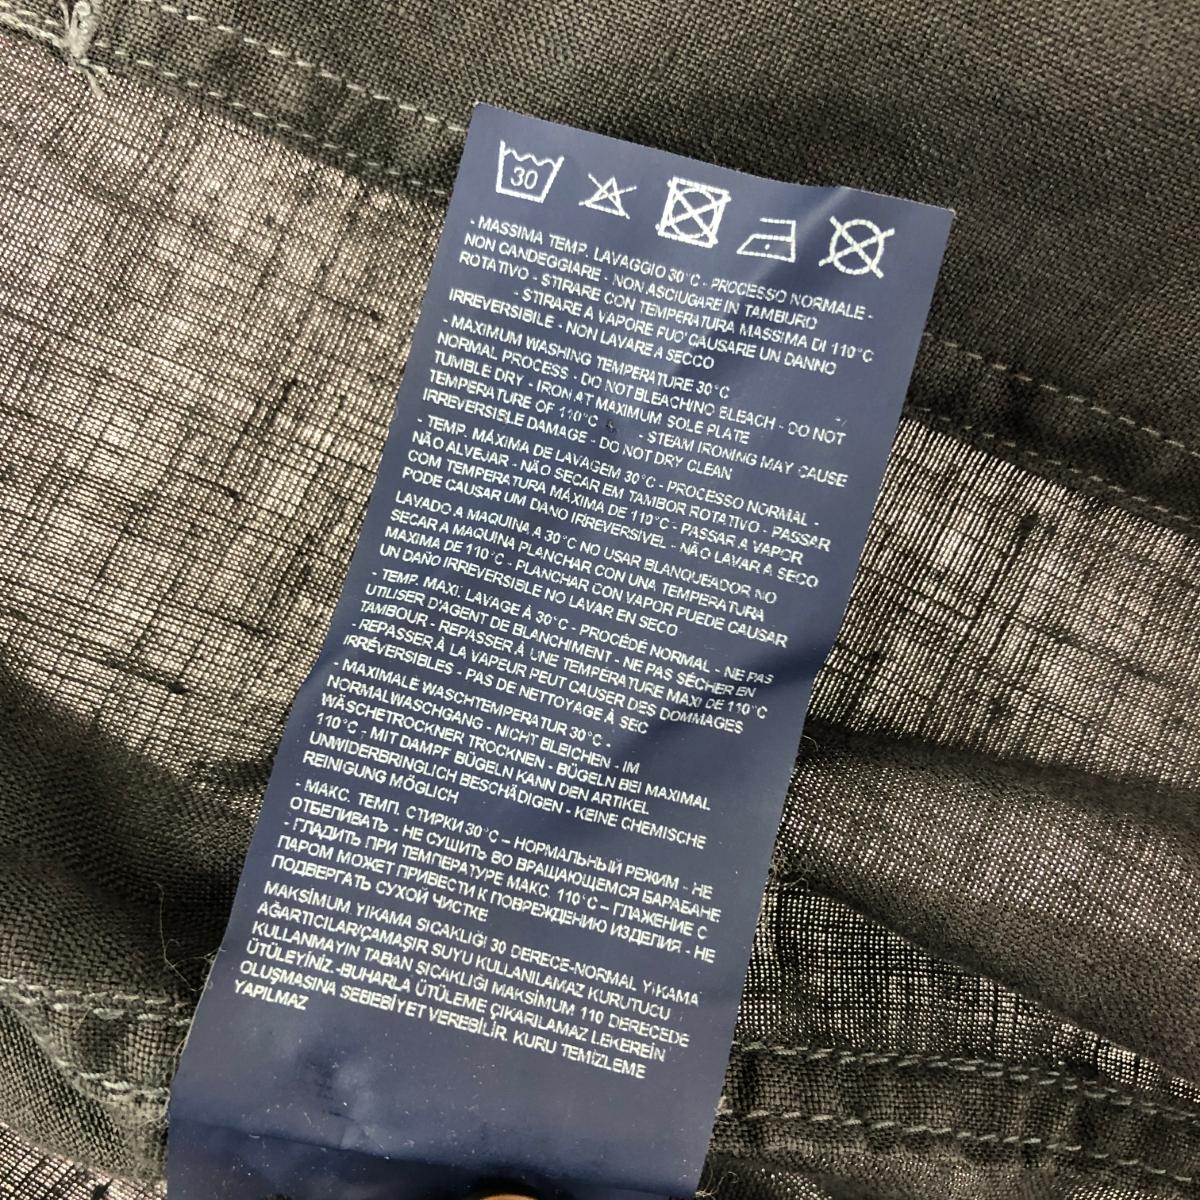 30
- MASSIMA TEMP. LAVAGGIO 30°C - PROCESSO NORMALE -
NON CANDEGGIARE - NON ASCIUGARE IN TAMBURO
ROTATIVO - STIRARE CON TEMPERATURA MASSIMA DI 110°C
- STIRARE A VAPORE PUO' CAUSARE UN DANNO
IRREVERSIBILE - NON LAVARE A SECCO
- MAXIMUM WASHING TEMPERATURE 30°C
NORMAL PROCESS - DO NOT BLEACH/NO BLEACH - DO NOT
TUMBLE DRY - IRON AT MAXIMUM SOLE PLATE
TEMPERATURE OF 110°C - STEAM IRONING MAY CAUSE
IRREVERSIBLE DAMAGE - DO NOT DRY CLEAN
- TEMP. MÁXIMA DE LAVAGEM 30°C - PROCESSO NORMAL -
NÃO ALVEJAR - NÃO SECAR EM TAMBOR ROTATIVO - PASSAR
COM TEMPERATURA MÁXIMA DE 110°C - PASSAR A VAPOR
PODE CAUSAR UM DANO IRREVERSÍVEL - NÃO LAVAR A SECO
LAVADO A MAQUINA A 30°C NO USAR BLANQUEADOR NO
SECAR A MAQUINA PLANCHAR CON UNA TEMPERATURA
MAXIMA DE 110°C - PLANCHAR CON VAPOR PUEDE CAUSAR
UN DAÑO IRREVERSIBLE NO LAVAR EN SECO
- TEMP. MAXI. LAVAGE À 30°C - PROCÉDÉ NORMAL - NE PAS
UTILISER D'AGENT DE BLANCHIMENT - NE PAS SÉCHER EN
TAMBOUR - REPASSER À UNE TEMPÉRATURE MAXI DE 110°C
- REPASSER À LA VAPEUR PEUT CAUSER DES DOMMAGES
IRRÉVERSIBLES - PAS DE NETTOYAGE À SEC
- MAXIMALE WASCHTEMPERATUR 30°C -
NORMALWASCHGANG - NICHT BLEICHEN - IM
WÄSCHETROCKNER TROCKNEN - BÜGELN BEI MAXIMAL
110°C - MIT DAMPF BÜGELN KANN DEN ARTIKEL
UNWIDERBRINGLICH BESCHÄDIGEN - KEINE CHEMISCHE
REINIGUNG MÖGLICH
- МАКС. ТЕМП. СТИРКИ 30°C – НОРМАЛЬНЫЙ РЕЖИМ - НЕ
ОТБЕЛИВАТЬ - НЕ СУШИТЬ ВО ВРАЩАЮЩЕМСЯ БАРАБАНЕ
- ГЛАДИТЬ ПРИ ТЕМПЕРАТУРЕ МАКС. 110°C – ГЛАЖЕНИЕ С
ПАРОМ МОЖЕТ ПРИВЕСТИ К ПОВРЕЖДЕНИЮ ИЗДЕЛИЯ - НЕ
ПОДВЕРГАТЬ СУХОЙ ЧИСТКЕ
MAKSİMUM YIKAMA SICAKLIĞI 30 DERECE-NORMAL YIKAMA
AĞARTICILAR/ÇAMAŞIR SUYU KULLANILAMAZ KURUTUCU
KULLANMAYIN TABAN SICAKLIĞI MAKSİMUM 110 DERECEDE
ÜTÜLEYİNİZ.-BUHARLA ÜTÜLEME ÇIKARILAMAZ LEKEREIN
OLUŞMASINA SEBEBİYET VEREBİLİR. KURU TEMİZLEME
YAPILMAZ